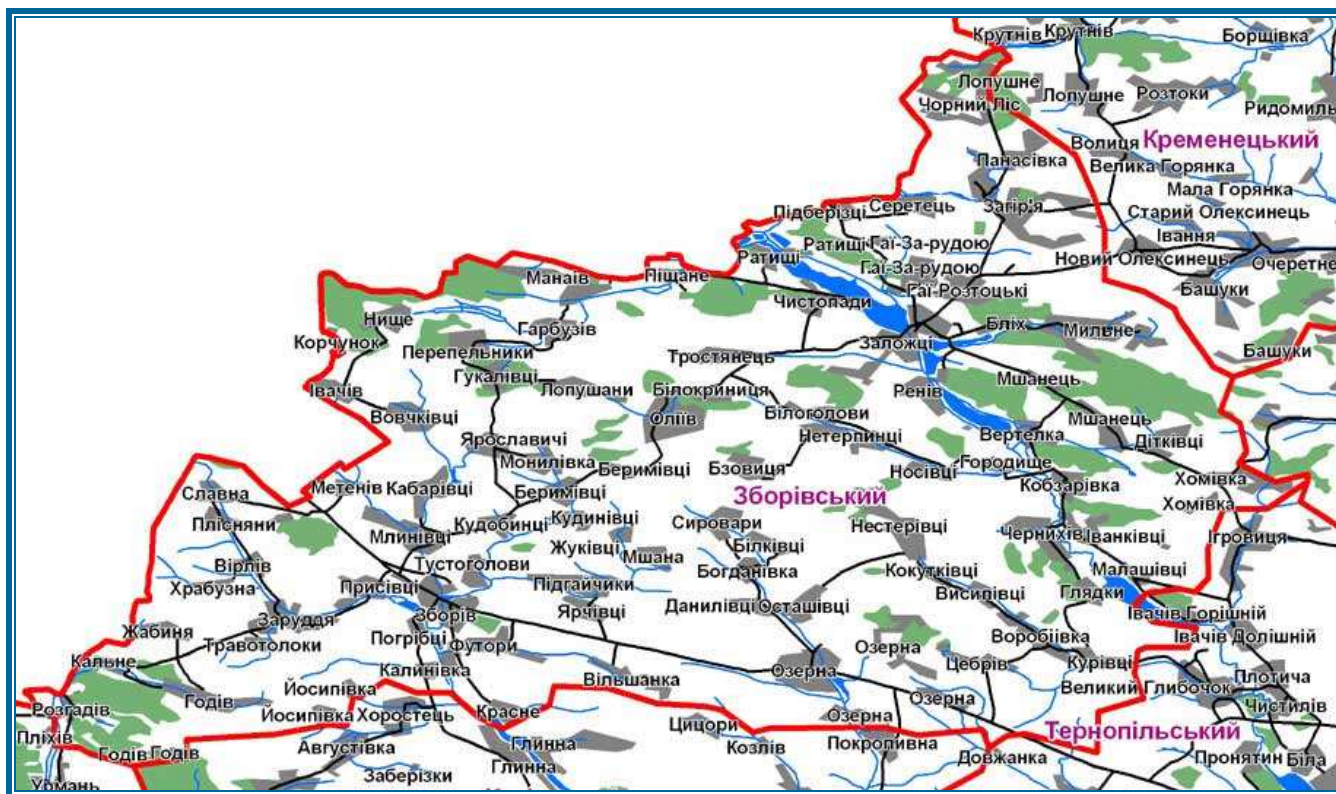 Крутнів
Крутнів
Борщівка
Лопушне
Лопушне
Розтоки
Чорний Ліс
Ридомиль
Кременецький
Волиця
Панасівка
Велика Горянка
Мала Горянка
Серетець
Загір'я
Підберізці
Старий Олексинець
Івання
Ратищі
Гаї-За-рудою
Ратищі
Новий Олексинець
Очеретне
Гаї-За-рудою
Манаїв
Піщане
Башуки
Гаї-Розтоцькі
Чистопади
Нище
Бліх
Мильне
Гарбузів
Корчунок
Заложці
Перепельники
Тростянець
Башуки
Гукалівці
Мшанець
Івачів
Лопушани
Білокриниця
Ренів
Вовчківці
Оліїв
Білоголови
Мшанець
Ярославичі
Нетерпинці
Вертелка
Дітківці
Монилівка
Беримівці
Бзовиця
Носівці
Городище
Хомівка
Метенів
Кабарівці
Кобзарівка
Славна
Беримівці
Зборівський
Хомівка
Плісняни
Кудобинці
Кудинівці
Сировари
Нестерівці
Млинівці
Чернихів
Іванківці
Ігровиця
Жуківці
Мшана
Білківці
Вірлів
Тустоголови
Богданівка
Кокутківці
Малашівці
Храбузна
Присівці
Підгайчики
Висипівці
Глядки
Данилівці
Осташівці
Зборів
Ярчівці
Івачів Горішній
Заруддя
Жабиня
Погрібці
Футори
Воробіївка
Івачів Долішній
Травотолоки
Озерна
Кальне
Калинівка
Озерна
Цебрів
Курівці
Вільшанка
Плотича
Йосипівка
Великий Глибочок
Годів
Озерна
Чистилів
Розгадів
Йосипівка
Хоростець
Красне
Цицори
Озерна
Тернопільський
Пліхів
Годів
Годів
Августівка
Глинна
Козлів
Покропивна
Довжанка
Пронятин
Біла
Урмань
Заберізки
Глинна